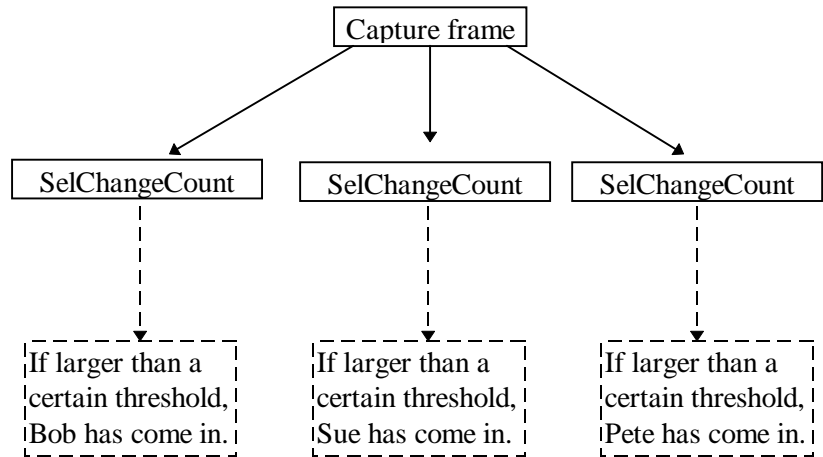 Capture frame
SelChangeCount
SelChangeCount
SelChangeCount
If larger than a
certain threshold,
Bob has come in.
If larger than a
certain threshold,
Sue has come in.
If larger than a
certain threshold,
Pete has come in.